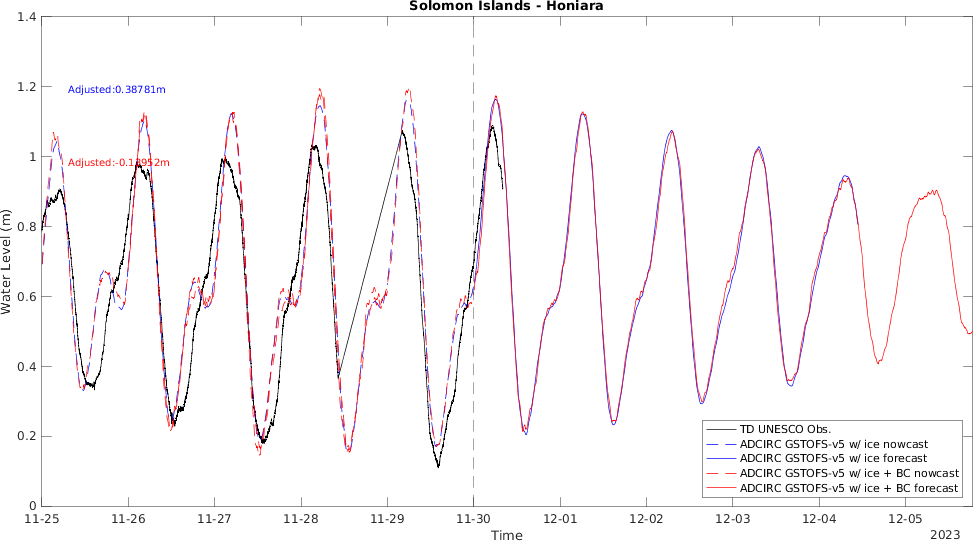 Solomon Islands - Honiara
1.4
1.2
1
0.8
0.6
0.4
0.2
0
Water Level (m)
Adjusted:0.38781m
Adjusted:-0.13952m
TD UNESCO Obs.
ADCIRC GSTOFS-v5 w/ ice nowcast
ADCIRC GSTOFS-v5 w/ ice forecast
ADCIRC GSTOFS-v5 w/ ice + BC nowcast
ADCIRC GSTOFS-v5 w/ ice + BC forecast
11-25 11-26 11-27 11-28 11-29 11-30 12-01 12-02 12-03 12-04 12-05
Time
2023